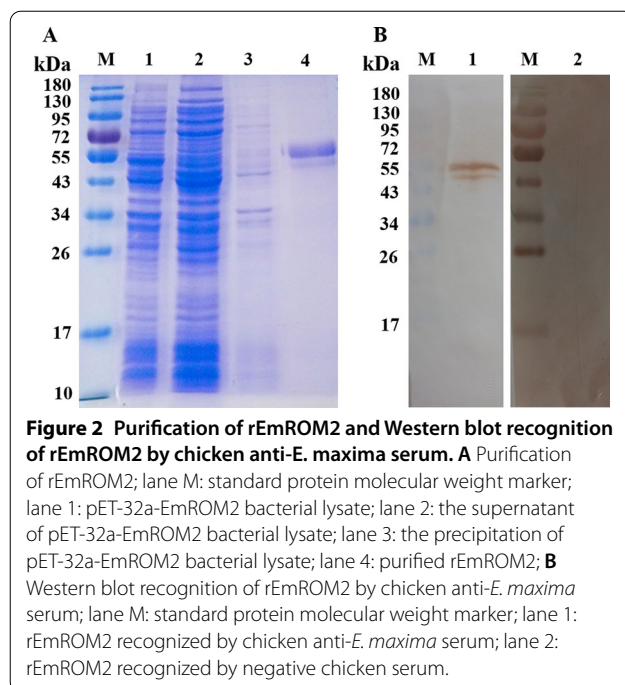 A
B
kDa M 1 2 3 4
kDa M 1 M 2
180
130
95
72
55
43
34
26
17
10
180
130
95
72
55
43
34
26
17
Figure 2 Purification of rEmROM2 and Western blot recognition
of rEmROM2 by chicken anti-E. maxima serum. A Purification
of rEmROM2; lane M: standard protein molecular weight marker;
lane 1: pET-32a-EmROM2 bacterial lysate; lane 2: the supernatant
of pET-32a-EmROM2 bacterial lysate; lane 3: the precipitation of
pET-32a-EmROM2 bacterial lysate; lane 4: purified rEmROM2; B
Western blot recognition of rEmROM2 by chicken anti-E. maxima
serum; lane M: standard protein molecular weight marker; lane 1:
rEmROM2 recognized by chicken anti-E. maxima serum; lane 2:
rEmROM2 recognized by negative chicken serum.